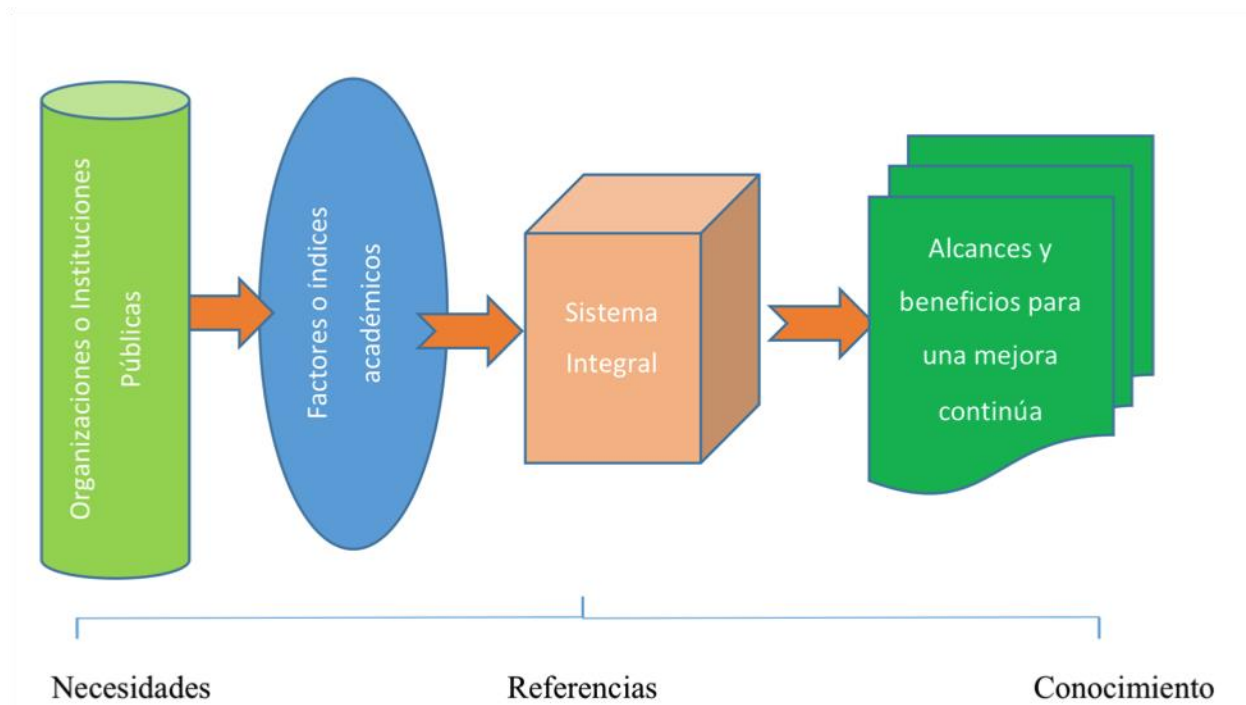 Organizaciones o Instituciones
Públicas
Factores o índices
académicos
Sistema
Integral
Alcances y
beneficios para
una mejora
continúa
Necesidades
Referencias
Conocimiento